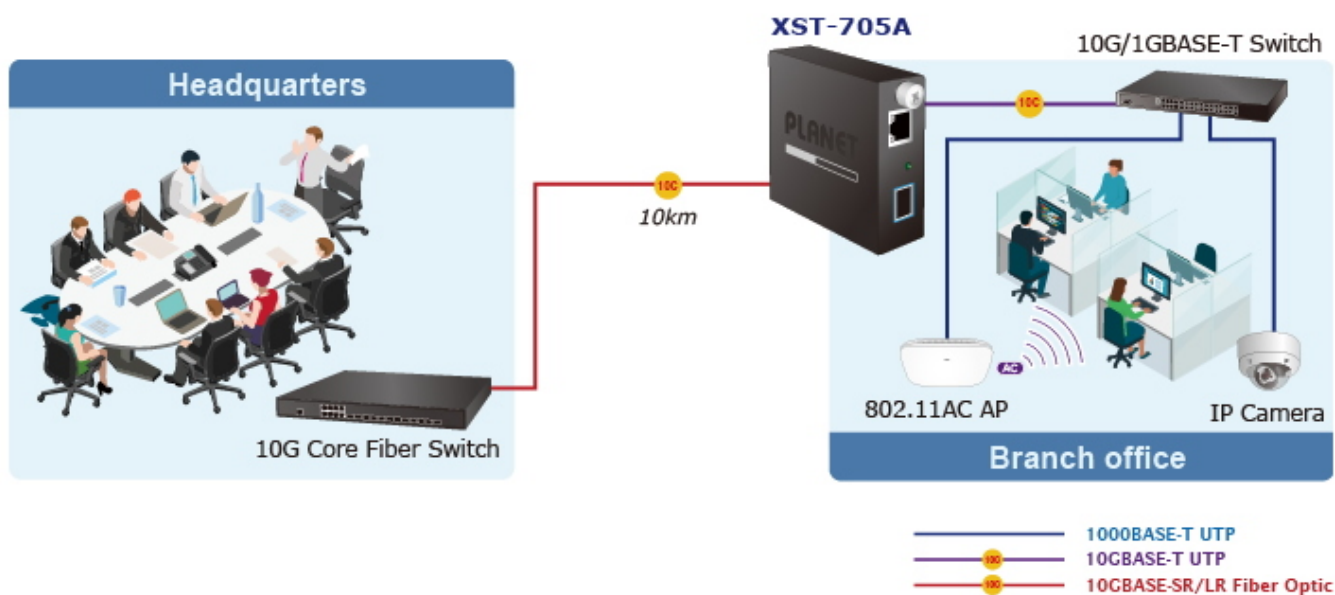 XST-705A
10G/1GBASE-T Switch
Headquarters
10G
PLANET
10G
10km
AC
802.11AC AP
IP Camera
10G Core Fiber Switch
Branch office
1000BASE-T UTP
10G
10GBASE-T UTP
10G
10GBASE-SR/LR Fiber Optic